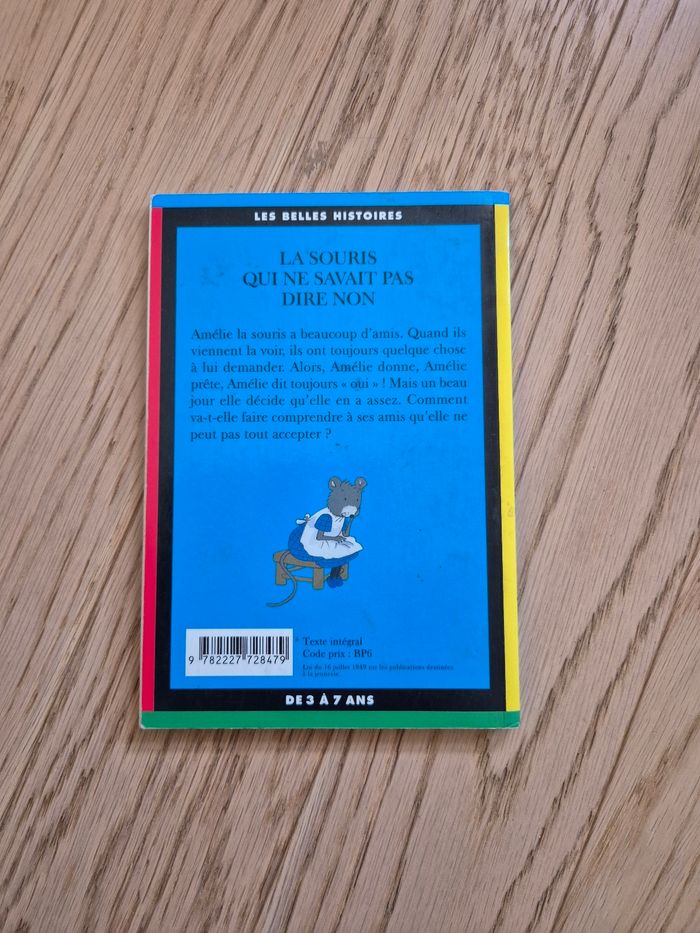 LES BELLES HISTOIRES
LA SOURIS
QUI NE SAVAIT PAS
DIRE NON
Amélie la souris a beaucoup d'amis. Quand ils
viennent la voir, ils ont toujours quelque chose
à lui demander. Alors, Amélie donne, Amélie
prête, Amélie dit toujours « oui » ! Mais un beau
jour elle décide qu'elle en a assez. Comment
va-t-elle faire comprendre à ses amis qu'elle ne
peut pas tout accepter ?
Texte intégral
Code prix : BP6
Loi du 16 juillet 1949 sur les publications destinées
à la jeunesse.
9 782227 728479
DE 3 À 7 ANS